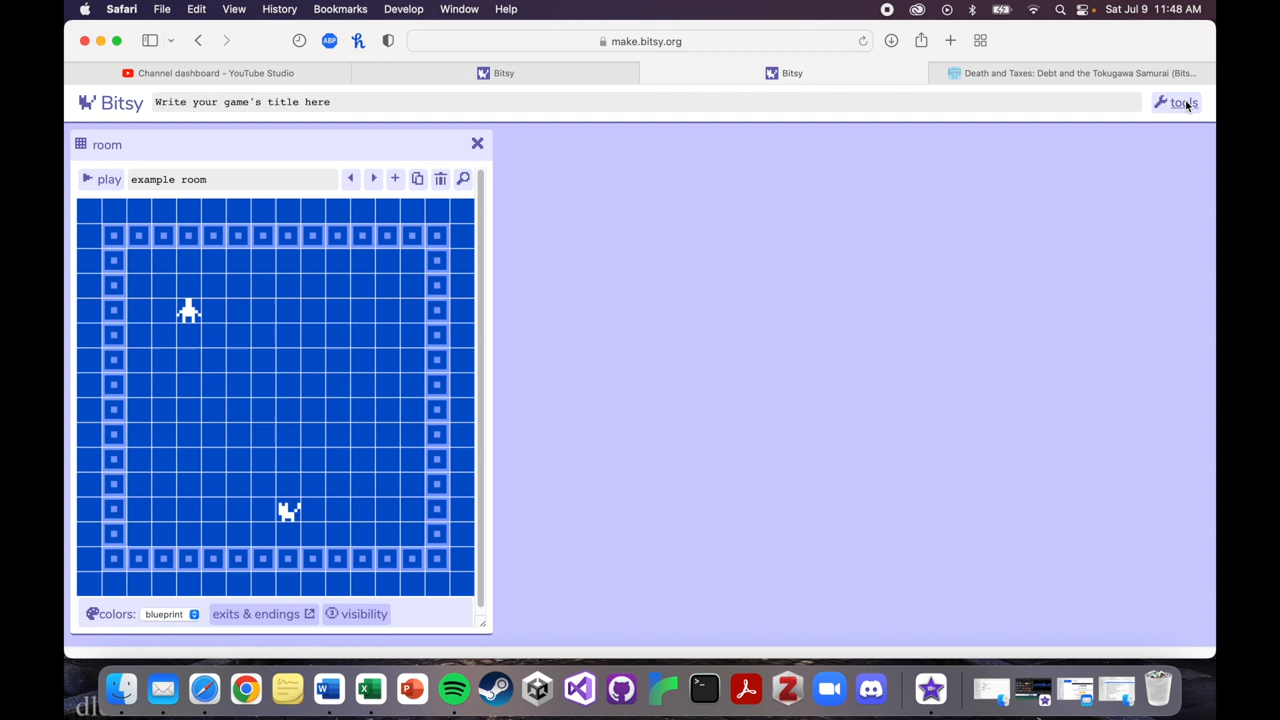 Safari File Edit View History Bookmarks Develop Window Help Sat Jul 9 11:48 AM
ABP make.bitsy.org
Channel dashboard - YouTube Studio Bitsy Bitsy Death and Taxes: Debt and the Tokugawa Samurai (Bits...
Bitsy Write your game's title here tools
room
play example room
colors: blueprint exits & endings visibility